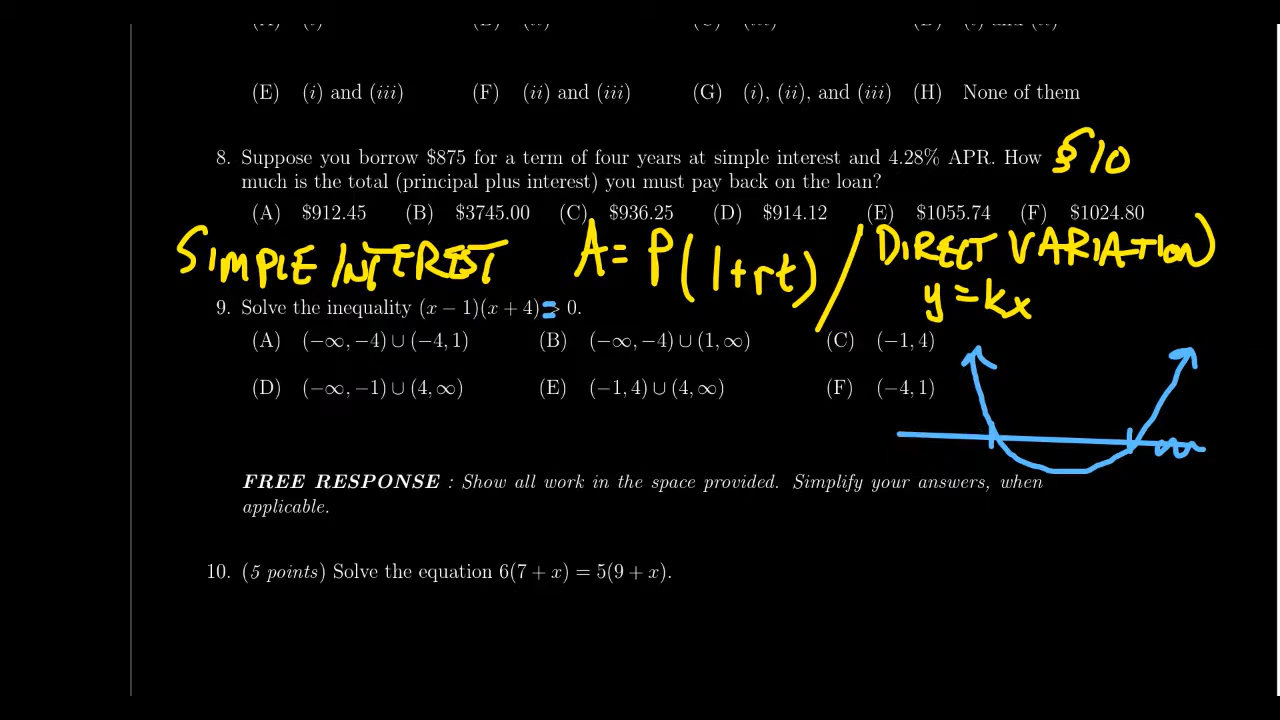 (E) (i) and (iii) (F) (ii) and (iii) (G) (i), (ii), and (iii) (H) None of them
8. Suppose you borrow $875 for a term of four years at simple interest and 4.28% APR. How
much is the total (principal plus interest) you must pay back on the loan?
§10
(A) $912.45 (B) $3745.00 (C) $936.25 (D) $914.12 (E) $1055.74 (F) $1024.80
SIMPLE INTEREST A = P(1+rt) / DIRECT VARIATION)
y = kx
9. Solve the inequality (x − 1)(x + 4) > 0.
(A) (−∞, −4) ∪ (−4, 1) (B) (−∞, −4) ∪ (1, ∞) (C) (−1, 4)
(D) (−∞, −1) ∪ (4, ∞) (E) (−1, 4) ∪ (4, ∞) (F) (−4, 1)
FREE RESPONSE : Show all work in the space provided. Simplify your answers, when
applicable.
10. (5 points) Solve the equation 6(7 + x) = 5(9 + x).